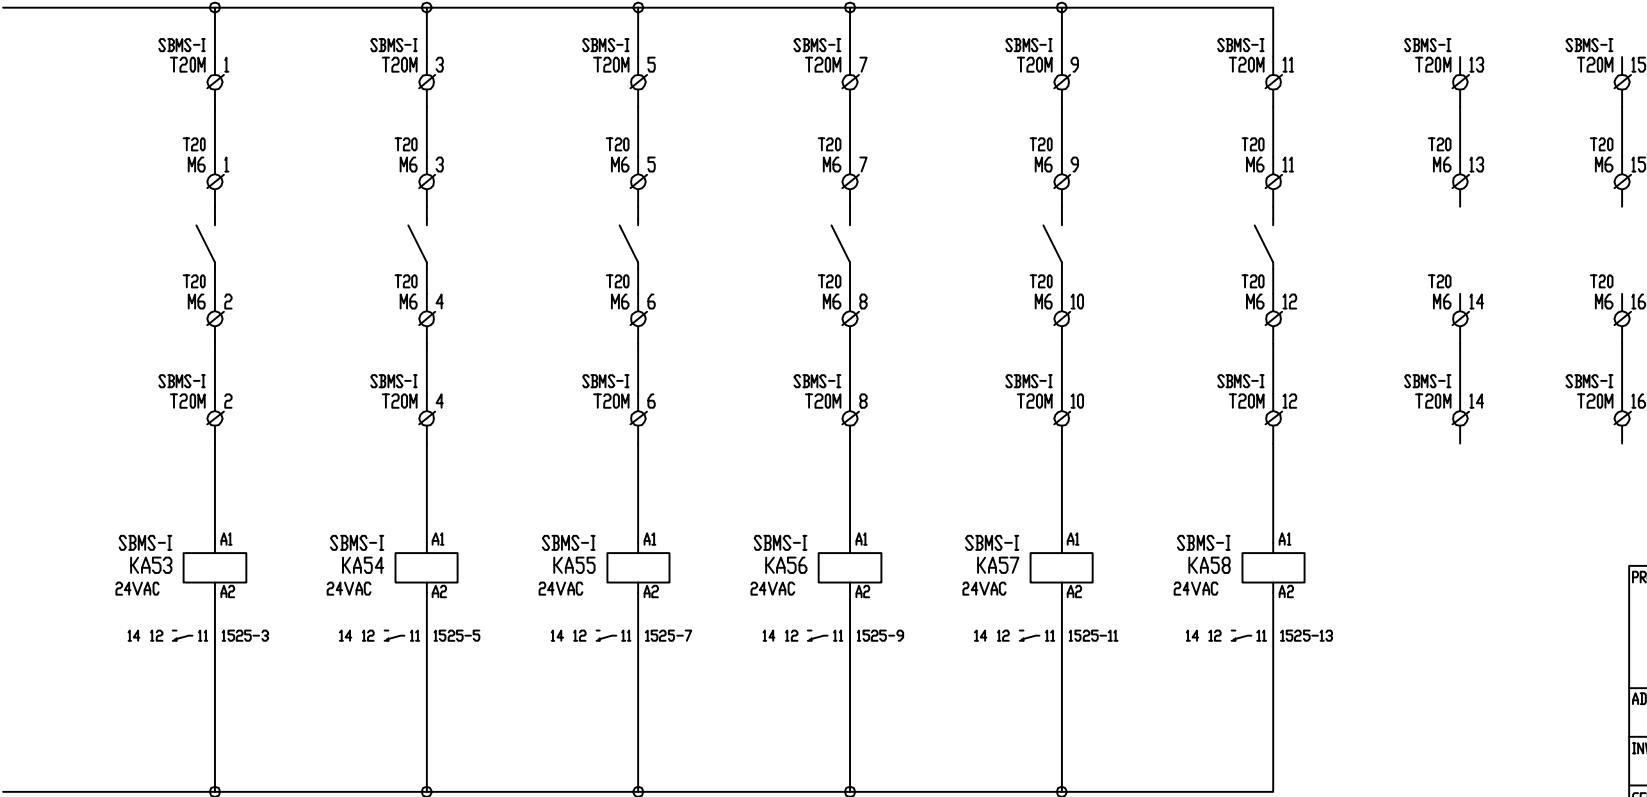 SBMS-I SBMS-I SBMS-I SBMS-I SBMS-I SBMS-I SBMS-I SBMS-I
T20M 1 T20M 3 T20M 5 T20M 7 T20M 9 T20M 11 T20M 13 T20M 15
T20 T20 T20 T20 T20 T20 T20 T20
M6 1 M6 3 M6 5 M6 7 M6 9 M6 11 M6 13 M6 15
T20 T20 T20 T20 T20 T20 T20 T20
M6 2 M6 4 M6 6 M6 8 M6 10 M6 12 M6 14 M6 16
SBMS-I SBMS-I SBMS-I SBMS-I SBMS-I SBMS-I SBMS-I SBMS-I
T20M 2 T20M 4 T20M 6 T20M 8 T20M 10 T20M 12 T20M 14 T20M 16
SBMS-I A1 SBMS-I A1 SBMS-I A1 SBMS-I A1 SBMS-I A1 SBMS-I A1
KA53 KA54 KA55 KA56 KA57 KA58
24VAC A2 24VAC A2 24VAC A2 24VAC A2 24VAC A2 24VAC A2
14 12 11 1525-3 14 12 11 1525-5 14 12 11 1525-7 14 12 11 1525-9 14 12 11 1525-11 14 12 11 1525-13
PR
AD